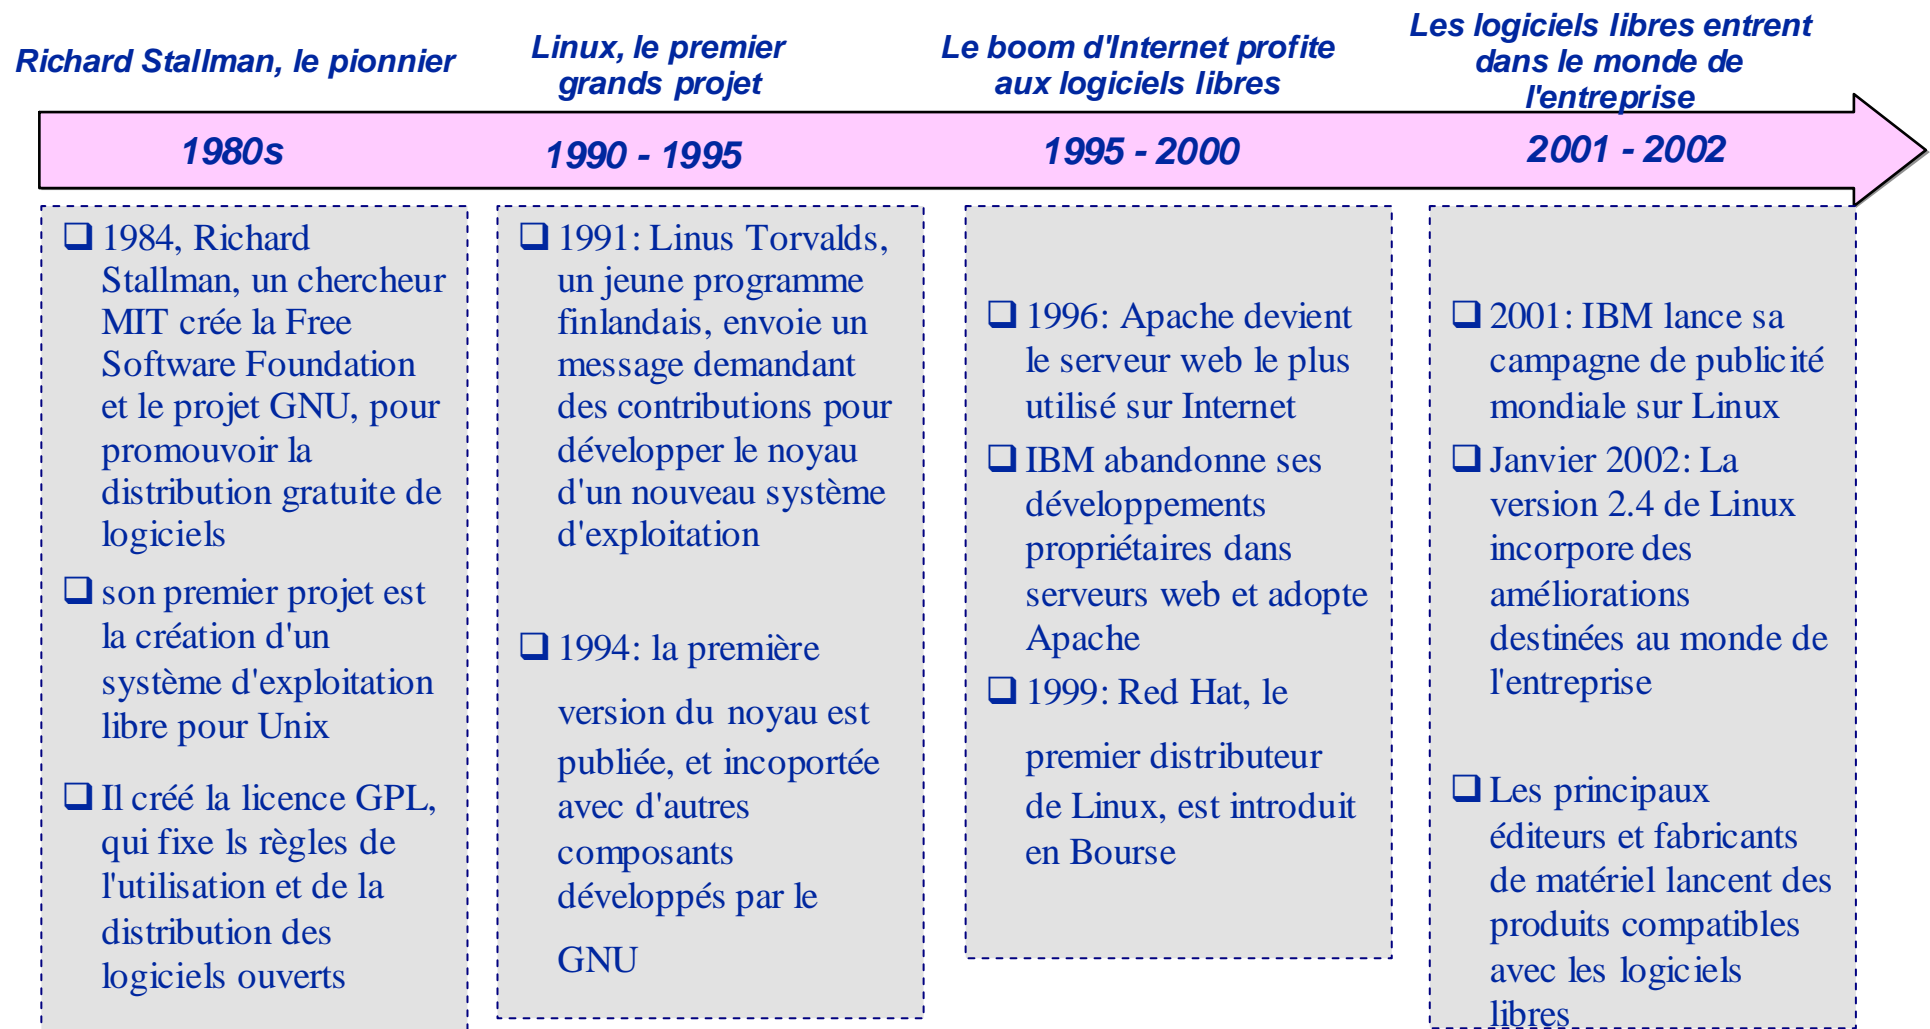 Richard Stallman, le pionnier
Linux, le premier
grands projet
Le boom d'Internet profite
aux logiciels libres
Les logiciels libres entrent
dans le monde de
l'entreprise
1980s
1990 - 1995
1995 - 2000
2001 - 2002
❑ 1984, Richard
Stallman, un chercheur
MIT crée la Free
Software Foundation
et le projet GNU, pour
promouvoir la
distribution gratuite de
logiciels
❑ son premier projet est
la création d'un
système d'exploitation
libre pour Unix
❑ Il créé la licence GPL,
qui fixe ls règles de
l'utilisation et de la
distribution des
logiciels ouverts
❑ 1991: Linus Torvalds,
un jeune programme
finlandais, envoie un
message demandant
des contributions pour
développer le noyau
d'un nouveau système
d'exploitation
❑ 1994: la première
version du noyau est
publiée, et incoportée
avec d'autres
composants
développés par le
GNU
❑ 1996: Apache devient
le serveur web le plus
utilisé sur Internet
❑ IBM abandonne ses
développements
propriétaires dans
serveurs web et adopte
Apache
❑ 1999: Red Hat, le
premier distributeur
de Linux, est introduit
en Bourse
❑ 2001: IBM lance sa
campagne de publicité
mondiale sur Linux
❑ Janvier 2002: La
version 2.4 de Linux
incorpore des
améliorations
destinées au monde de
l'entreprise
❑ Les principaux
éditeurs et fabricants
de matériel lancent des
produits compatibles
avec les logiciels
libres